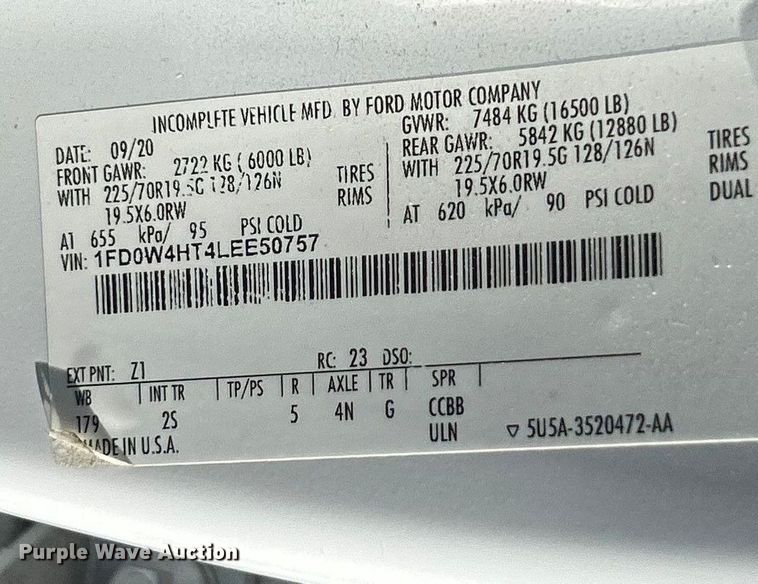 INCOMPLETE VEHICLE MFD. BY FORD MOTOR COMPANY
DATE: 09/20
GVWR: 7484 KG (16500 LB)
FRONT GAWR: 2722 KG ( 6000 LB)
REAR GAWR: 5842 KG (12880 LB)
WITH 225/70R19.5G 128/126N TIRES
WITH 225/70R19.5G 128/126N TIRES
19.5X6.0RW RIMS
19.5X6.0RW RIMS
AT 655 kPa/ 95 PSI COLD
AT 620 kPa/ 90 PSI COLD DUAL
VIN: 1FD0W4HT4LEE50757
EXT PNT: Z1 RC: 23 DSO:
WB | INT TR | TP/PS | R | AXLE | TR | SPR |
179 2S 5 4N G CCBB
MADE IN U.S.A. ULN ▽ 5U5A-3520472-AA
Purple Wave Auction